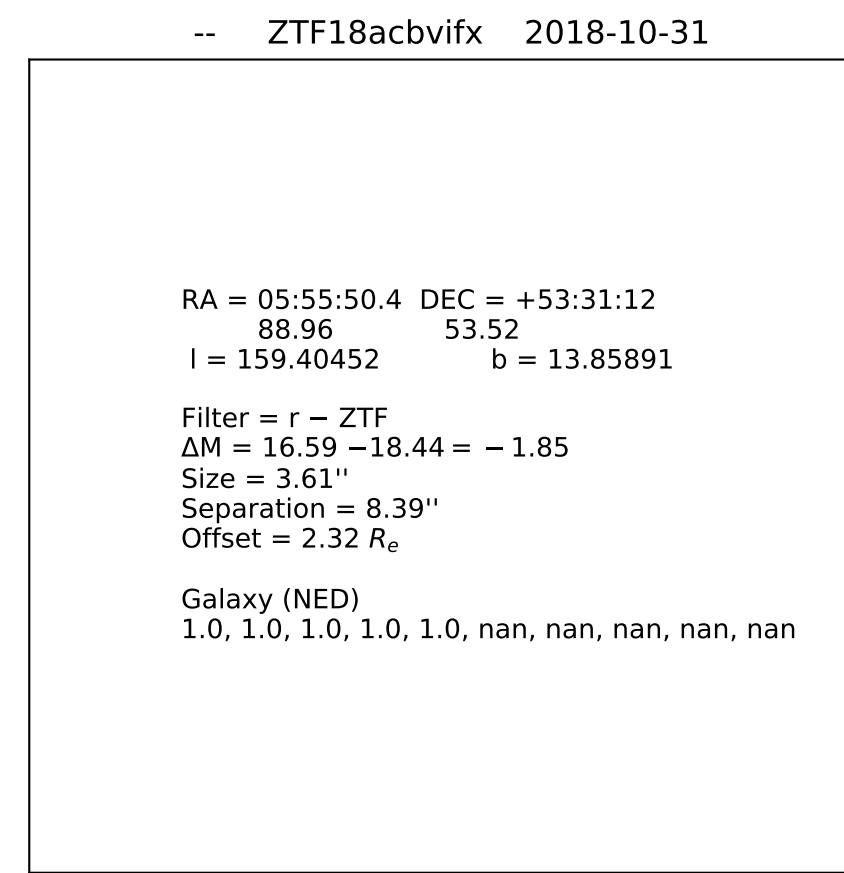 -- ZTF18acbvifx 2018-10-31
RA = 05:55:50.4 DEC = +53:31:12
88.96 53.52
l = 159.40452 b = 13.85891
Filter = r − ZTF
ΔM = 16.59 −18.44 = − 1.85
Size = 3.61''
Separation = 8.39''
Offset = 2.32 Re
Galaxy (NED)
1.0, 1.0, 1.0, 1.0, 1.0, nan, nan, nan, nan, nan